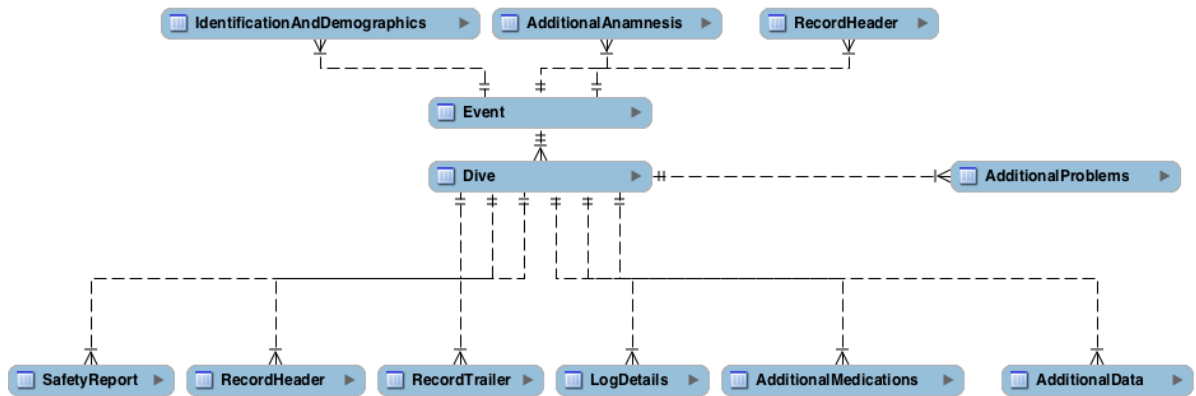 IdentificationAndDemographics
AdditionalAnamnesis
RecordHeader
Event
Dive
AdditionalProblems
SafetyReport
RecordHeader
RecordTrailer
LogDetails
AdditionalMedications
AdditionalData